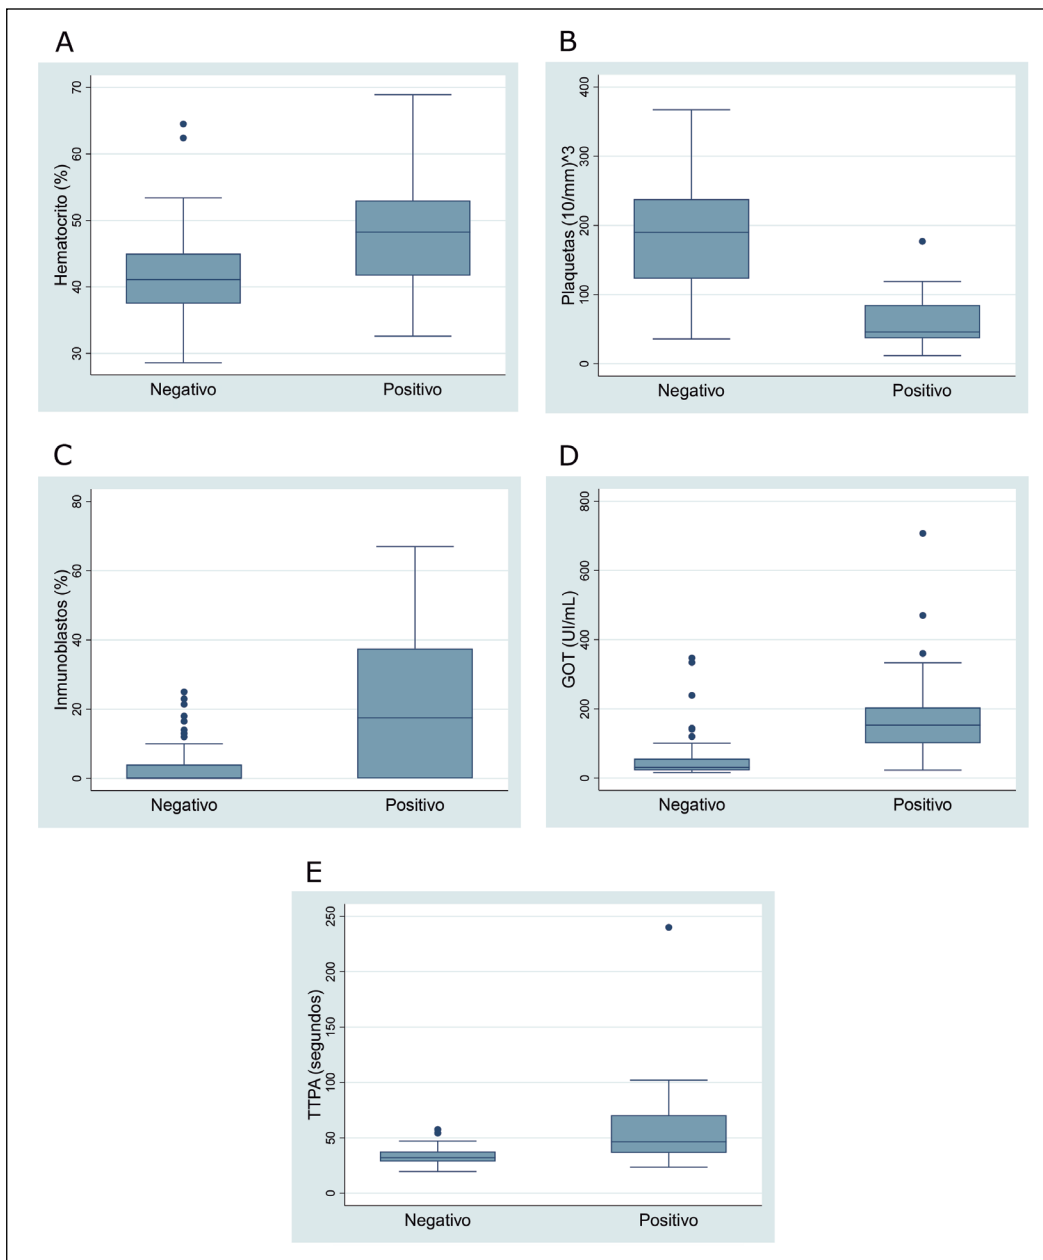 A
Hematocrito (%)
70
60
50
40
30
Negativo
Positivo
B
Plaquetas (10/mm)^3
400
300
200
100
0
Negativo
Positivo
C
Inmunoblastos (%)
80
60
40
20
0
Negativo
Positivo
D
GOT (UI/mL)
800
600
400
200
0
Negativo
Positivo
E
TTPA (segundos)
250
200
150
100
50
0
Negativo
Positivo